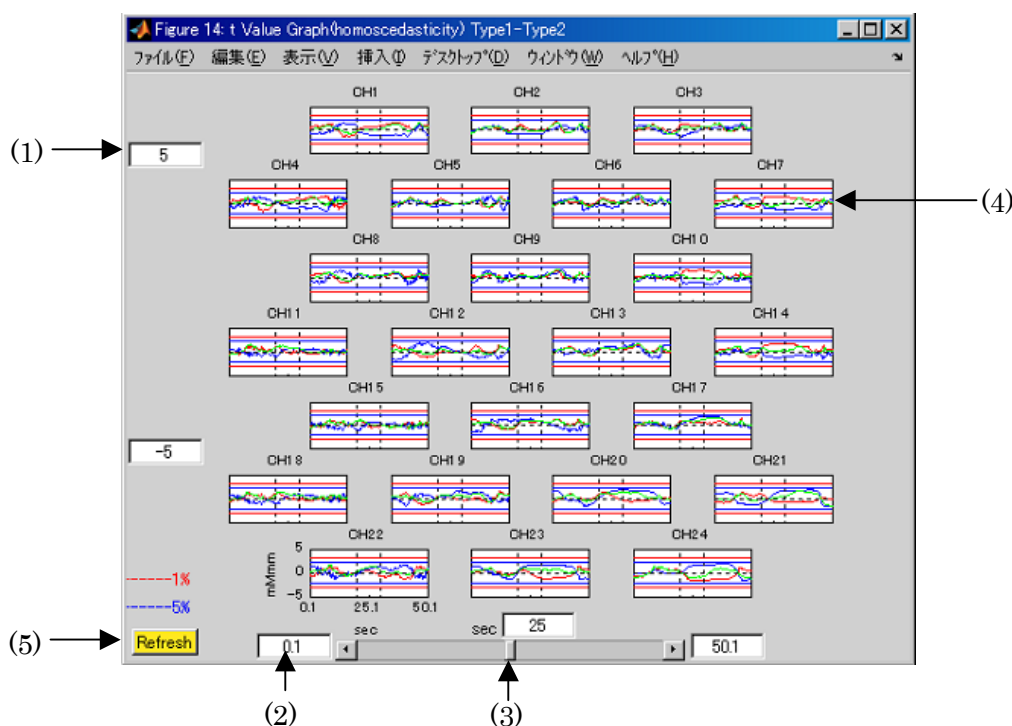 Figure 14: t Value Graph(homoscedasticity) Type1-Type2
ファイル(F) 編集(E) 表示(V) 挿入(I) デスクトップ(D) ウィンドウ(W) ヘルプ(H)
CH1 CH2 CH3
(1) 5
CH4 CH5 CH6 CH7
(4)
CH8 CH9 CH10
CH11 CH12 CH13 CH14
CH15 CH16 CH17
-5
CH18 CH19 CH20 CH21
CH22 CH23 CH24
5
0
-5
mMmm
0.1 25.1 50.1
sec
------1%
------5%
(5) Refresh
0.1 sec 25 50.1
(2) (3)